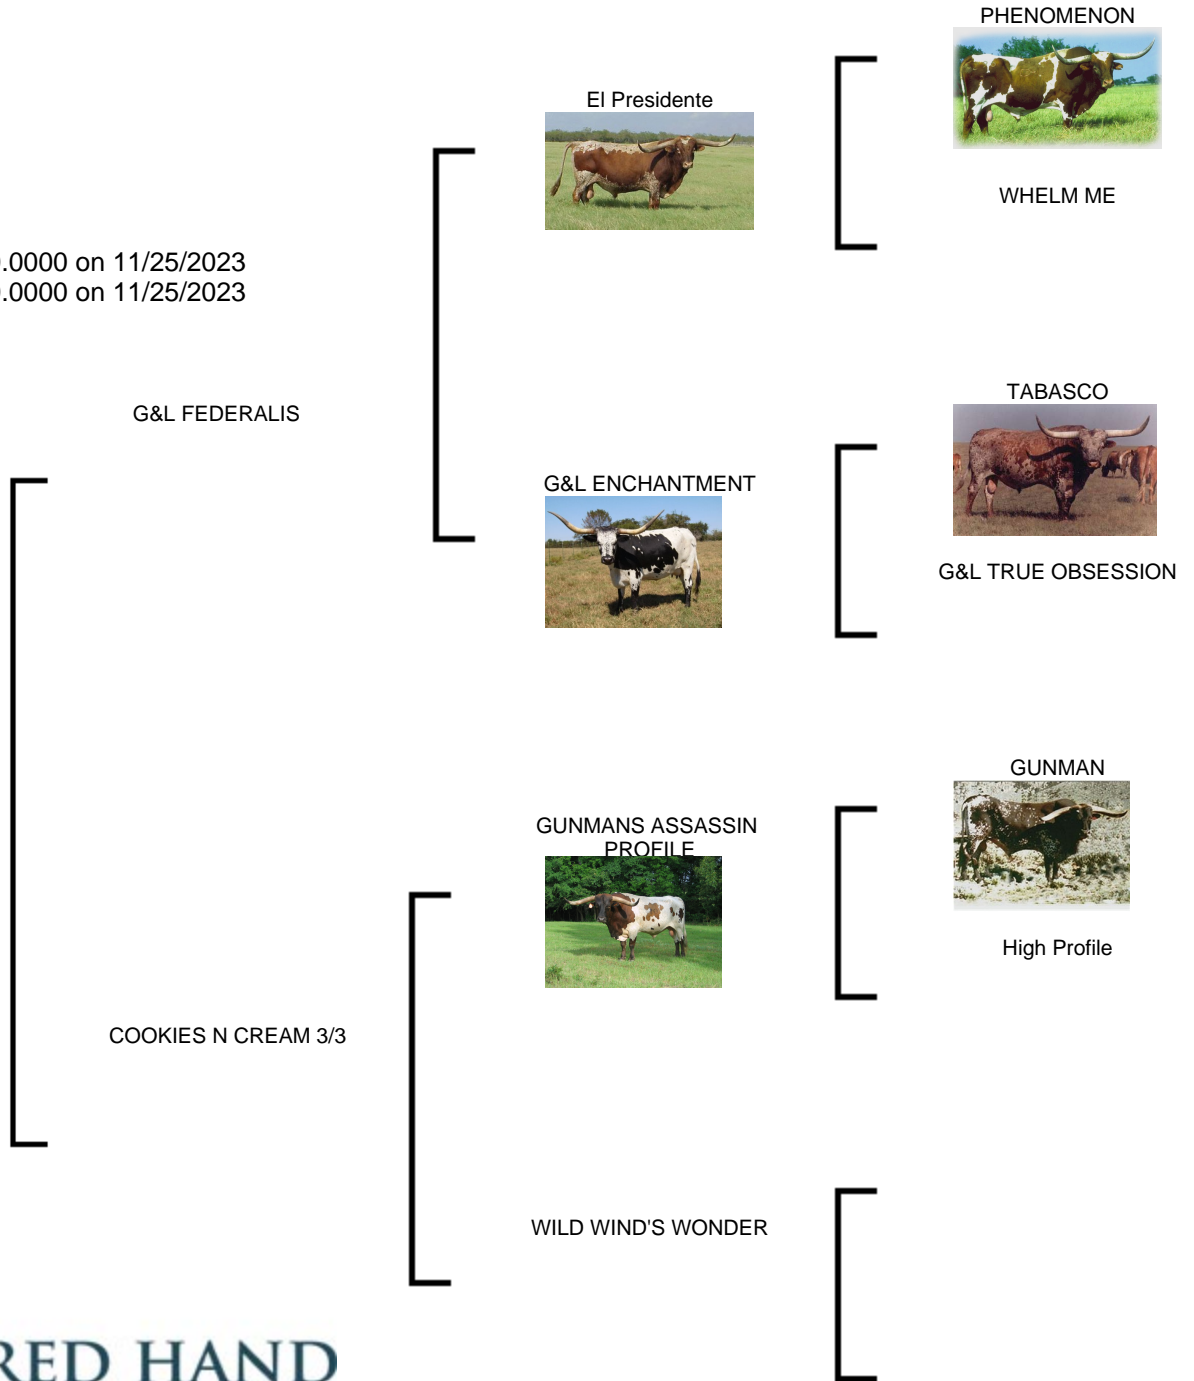 PHENOMENON
El Presidente
WHELM ME
.0000 on 11/25/2023
.0000 on 11/25/2023
G&L FEDERALIS
TABASCO
G&L ENCHANTMENT
G&L TRUE OBSESSION
GUNMAN
GUNMANS ASSASSIN
PROFILE
High Profile
COOKIES N CREAM 3/3
WILD WIND'S WONDER
RED HAND